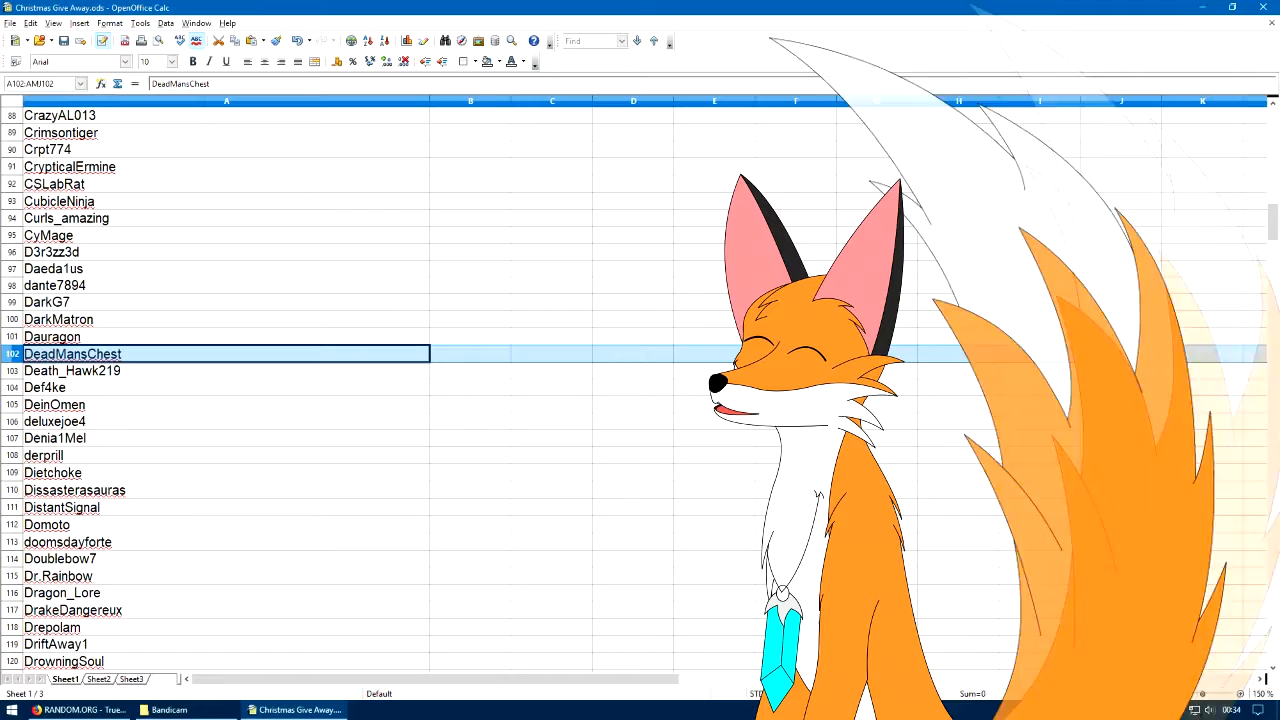 Christmas Give Away.ods - OpenOffice Calc
File Edit View Insert Format Tools Data Window Help
Find
Arial 10
A102:AMJ102 DeadMansChest
A B C D E F H I J K
88 CrazyAL013
89 Crimsontiger
90 Crpt774
91 CrypticalErmine
92 CSLabRat
93 CubicleNinja
94 Curls_amazing
95 CyMage
96 D3r3zz3d
97 Daeda1us
98 dante7894
99 DarkG7
100 DarkMatron
101 Dauragon
102 DeadMansChest
103 Death_Hawk219
104 Def4ke
105 DeinOmen
106 deluxejoe4
107 Denia1Mel
108 derprill
109 Dietchoke
110 Dissasterasauras
111 DistantSignal
112 Domoto
113 doomsdayforte
114 Doublebow7
115 Dr.Rainbow
116 Dragon_Lore
117 DrakeDangereux
118 Drepolam
119 DriftAway1
120 DrowningSoul
Sheet1 Sheet2 Sheet3
Sheet 1 / 3 Default Sum=0 150 %
RANDOM.ORG - True... Bandicam Christmas Give Away.... 00:34